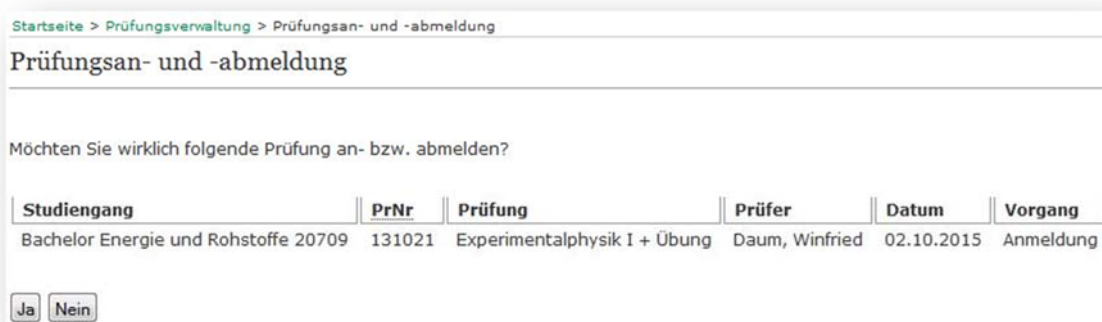 Startseite > Prüfungsverwaltung > Prüfungsan- und -abmeldung
Prüfungsan- und -abmeldung
Möchten Sie wirklich folgende Prüfung an- bzw. abmelden?
Studiengang PrNr Prüfung Prüfer Datum Vorgang
Bachelor Energie und Rohstoffe 20709 131021 Experimentalphysik I + Übung Daum, Winfried 02.10.2015 Anmeldung
Ja Nein